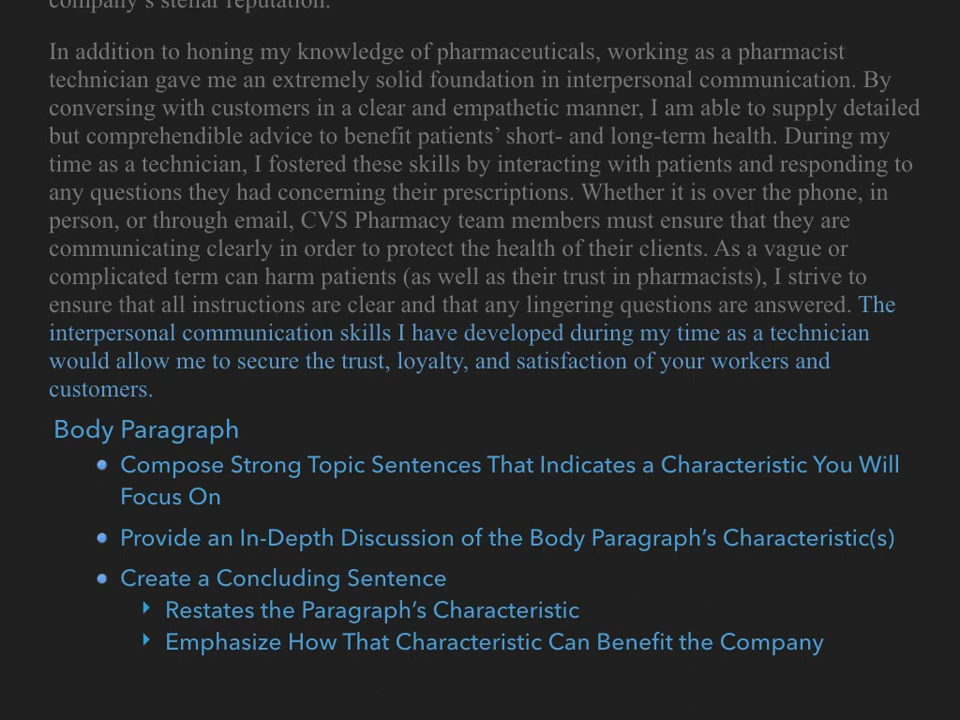 company's stellar reputation.
In addition to honing my knowledge of pharmaceuticals, working as a pharmacist
technician gave me an extremely solid foundation in interpersonal communication. By
conversing with customers in a clear and empathetic manner, I am able to supply detailed
but comprehendible advice to benefit patients' short- and long-term health. During my
time as a technician, I fostered these skills by interacting with patients and responding to
any questions they had concerning their prescriptions. Whether it is over the phone, in
person, or through email, CVS Pharmacy team members must ensure that they are
communicating clearly in order to protect the health of their clients. As a vague or
complicated term can harm patients (as well as their trust in pharmacists), I strive to
ensure that all instructions are clear and that any lingering questions are answered. The
interpersonal communication skills I have developed during my time as a technician
would allow me to secure the trust, loyalty, and satisfaction of your workers and
customers.
Body Paragraph
Compose Strong Topic Sentences That Indicates a Characteristic You Will
Focus On
Provide an In-Depth Discussion of the Body Paragraph's Characteristic(s)
Create a Concluding Sentence
Restates the Paragraph's Characteristic
Emphasize How That Characteristic Can Benefit the Company